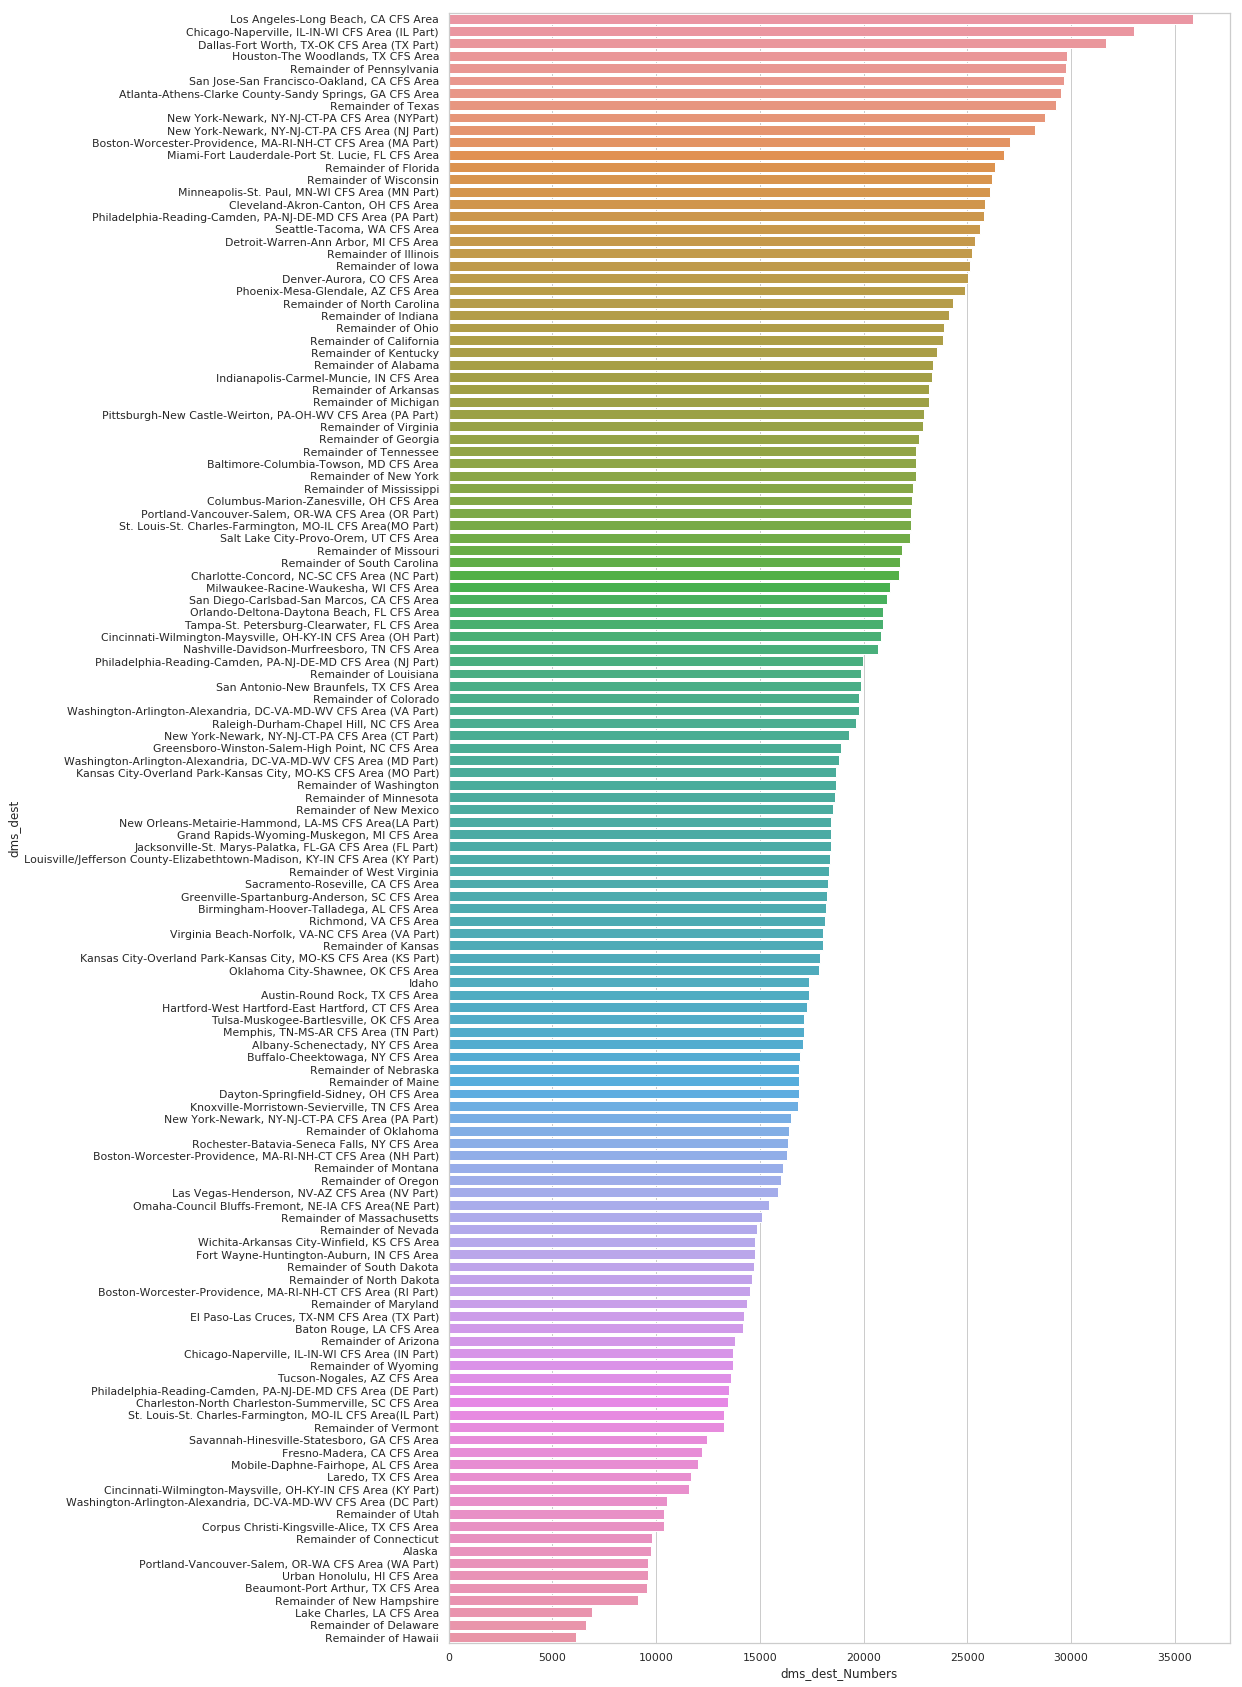 Los Angeles-Long Beach, CA CFS Area
Chicago-Naperville, IL-IN-WI CFS Area (IL Part)
Dallas-Fort Worth, TX-OK CFS Area (TX Part)
Houston-The Woodlands, TX CFS Area
Remainder of Pennsylvania
San Jose-San Francisco-Oakland, CA CFS Area
Atlanta-Athens-Clarke County-Sandy Springs, GA CFS Area
Remainder of Texas
New York-Newark, NY-NJ-CT-PA CFS Area (NYPart)
New York-Newark, NY-NJ-CT-PA CFS Area (NJ Part)
Boston-Worcester-Providence, MA-RI-NH-CT CFS Area (MA Part)
Miami-Fort Lauderdale-Port St. Lucie, FL CFS Area
Remainder of Florida
Remainder of Wisconsin
Minneapolis-St. Paul, MN-WI CFS Area (MN Part)
Cleveland-Akron-Canton, OH CFS Area
Philadelphia-Reading-Camden, PA-NJ-DE-MD CFS Area (PA Part)
Seattle-Tacoma, WA CFS Area
Detroit-Warren-Ann Arbor, MI CFS Area
Remainder of Illinois
Remainder of Iowa
Denver-Aurora, CO CFS Area
Phoenix-Mesa-Glendale, AZ CFS Area
Remainder of North Carolina
Remainder of Indiana
Remainder of Ohio
Remainder of California
Remainder of Kentucky
Remainder of Alabama
Indianapolis-Carmel-Muncie, IN CFS Area
Remainder of Arkansas
Remainder of Michigan
Pittsburgh-New Castle-Weirton, PA-OH-WV CFS Area (PA Part)
Remainder of Virginia
Remainder of Georgia
Remainder of Tennessee
Baltimore-Columbia-Towson, MD CFS Area
Remainder of New York
Remainder of Mississippi
Columbus-Marion-Zanesville, OH CFS Area
Portland-Vancouver-Salem, OR-WA CFS Area (OR Part)
St. Louis-St. Charles-Farmington, MO-IL CFS Area(MO Part)
Salt Lake City-Provo-Orem, UT CFS Area
Remainder of Missouri
Remainder of South Carolina
Charlotte-Concord, NC-SC CFS Area (NC Part)
Milwaukee-Racine-Waukesha, WI CFS Area
San Diego-Carlsbad-San Marcos, CA CFS Area
Orlando-Deltona-Daytona Beach, FL CFS Area
Tampa-St. Petersburg-Clearwater, FL CFS Area
Cincinnati-Wilmington-Maysville, OH-KY-IN CFS Area (OH Part)
Nashville-Davidson-Murfreesboro, TN CFS Area
Philadelphia-Reading-Camden, PA-NJ-DE-MD CFS Area (NJ Part)
Remainder of Louisiana
San Antonio-New Braunfels, TX CFS Area
Remainder of Colorado
Washington-Arlington-Alexandria, DC-VA-MD-WV CFS Area (VA Part)
Raleigh-Durham-Chapel Hill, NC CFS Area
New York-Newark, NY-NJ-CT-PA CFS Area (CT Part)
Greensboro-Winston-Salem-High Point, NC CFS Area
Washington-Arlington-Alexandria, DC-VA-MD-WV CFS Area (MD Part)
Kansas City-Overland Park-Kansas City, MO-KS CFS Area (MO Part)
Remainder of Washington
Remainder of Minnesota
Remainder of New Mexico
New Orleans-Metairie-Hammond, LA-MS CFS Area(LA Part)
Grand Rapids-Wyoming-Muskegon, MI CFS Area
Jacksonville-St. Marys-Palatka, FL-GA CFS Area (FL Part)
Louisville/Jefferson County-Elizabethtown-Madison, KY-IN CFS Area (KY Part)
Remainder of West Virginia
Sacramento-Roseville, CA CFS Area
Greenville-Spartanburg-Anderson, SC CFS Area
Birmingham-Hoover-Talladega, AL CFS Area
Richmond, VA CFS Area
Virginia Beach-Norfolk, VA-NC CFS Area (VA Part)
Remainder of Kansas
Kansas City-Overland Park-Kansas City, MO-KS CFS Area (KS Part)
Oklahoma City-Shawnee, OK CFS Area
Idaho
Austin-Round Rock, TX CFS Area
Hartford-West Hartford-East Hartford, CT CFS Area
Tulsa-Muskogee-Bartlesville, OK CFS Area
Memphis, TN-MS-AR CFS Area (TN Part)
Albany-Schenectady, NY CFS Area
Buffalo-Cheektowaga, NY CFS Area
Remainder of Nebraska
Remainder of Maine
Dayton-Springfield-Sidney, OH CFS Area
Knoxville-Morristown-Sevierville, TN CFS Area
New York-Newark, NY-NJ-CT-PA CFS Area (PA Part)
Remainder of Oklahoma
Rochester-Batavia-Seneca Falls, NY CFS Area
Boston-Worcester-Providence, MA-RI-NH-CT CFS Area (NH Part)
Remainder of Montana
Remainder of Oregon
Las Vegas-Henderson, NV-AZ CFS Area (NV Part)
Omaha-Council Bluffs-Fremont, NE-IA CFS Area(NE Part)
Remainder of Massachusetts
Remainder of Nevada
Wichita-Arkansas City-Winfield, KS CFS Area
Fort Wayne-Huntington-Auburn, IN CFS Area
Remainder of South Dakota
Remainder of North Dakota
Boston-Worcester-Providence, MA-RI-NH-CT CFS Area (RI Part)
Remainder of Maryland
El Paso-Las Cruces, TX-NM CFS Area (TX Part)
Baton Rouge, LA CFS Area
Remainder of Arizona
Chicago-Naperville, IL-IN-WI CFS Area (IN Part)
Remainder of Wyoming
Tucson-Nogales, AZ CFS Area
Philadelphia-Reading-Camden, PA-NJ-DE-MD CFS Area (DE Part)
Charleston-North Charleston-Summerville, SC CFS Area
St. Louis-St. Charles-Farmington, MO-IL CFS Area(IL Part)
Remainder of Vermont
Savannah-Hinesville-Statesboro, GA CFS Area
Fresno-Madera, CA CFS Area
Mobile-Daphne-Fairhope, AL CFS Area
Laredo, TX CFS Area
Cincinnati-Wilmington-Maysville, OH-KY-IN CFS Area (KY Part)
Washington-Arlington-Alexandria, DC-VA-MD-WV CFS Area (DC Part)
Remainder of Utah
Corpus Christi-Kingsville-Alice, TX CFS Area
Remainder of Connecticut
Alaska
Portland-Vancouver-Salem, OR-WA CFS Area (WA Part)
Urban Honolulu, HI CFS Area
Beaumont-Port Arthur, TX CFS Area
Remainder of New Hampshire
Lake Charles, LA CFS Area
Remainder of Delaware
Remainder of Hawaii
dms_dest
0 5000 10000 15000 20000 25000 30000 35000
dms_dest_Numbers